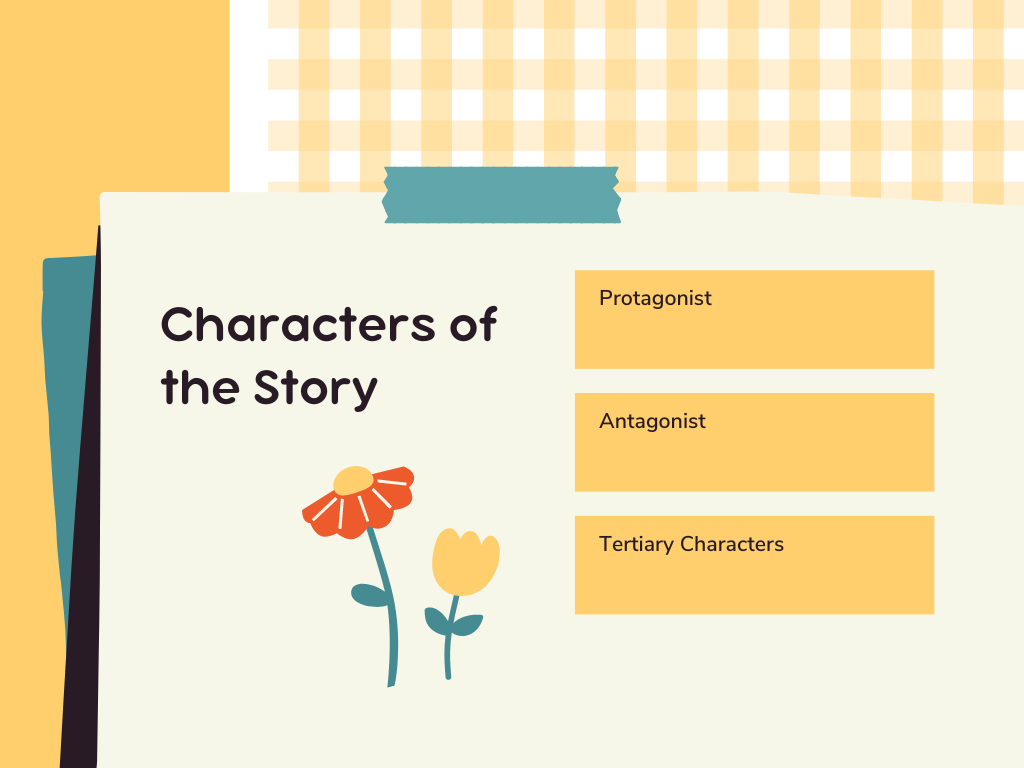 Characters of
the Story
Protagonist
Antagonist
Tertiary Characters